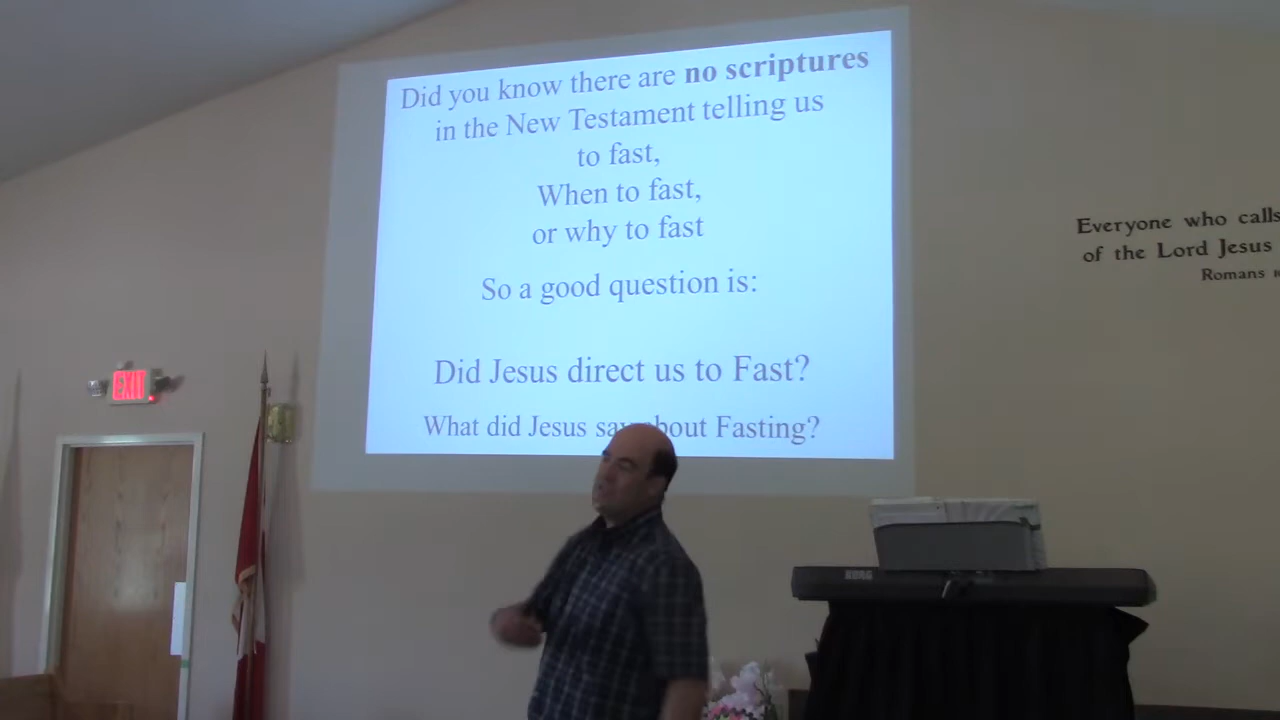 Did you know there are no scriptures
in the New Testament telling us
to fast,
When to fast,
or why to fast
So a good question is:
Did Jesus direct us to Fast?
What did Jesus say about Fasting?
Everyone who calls
of the Lord Jesus
Romans
EXIT
KORG